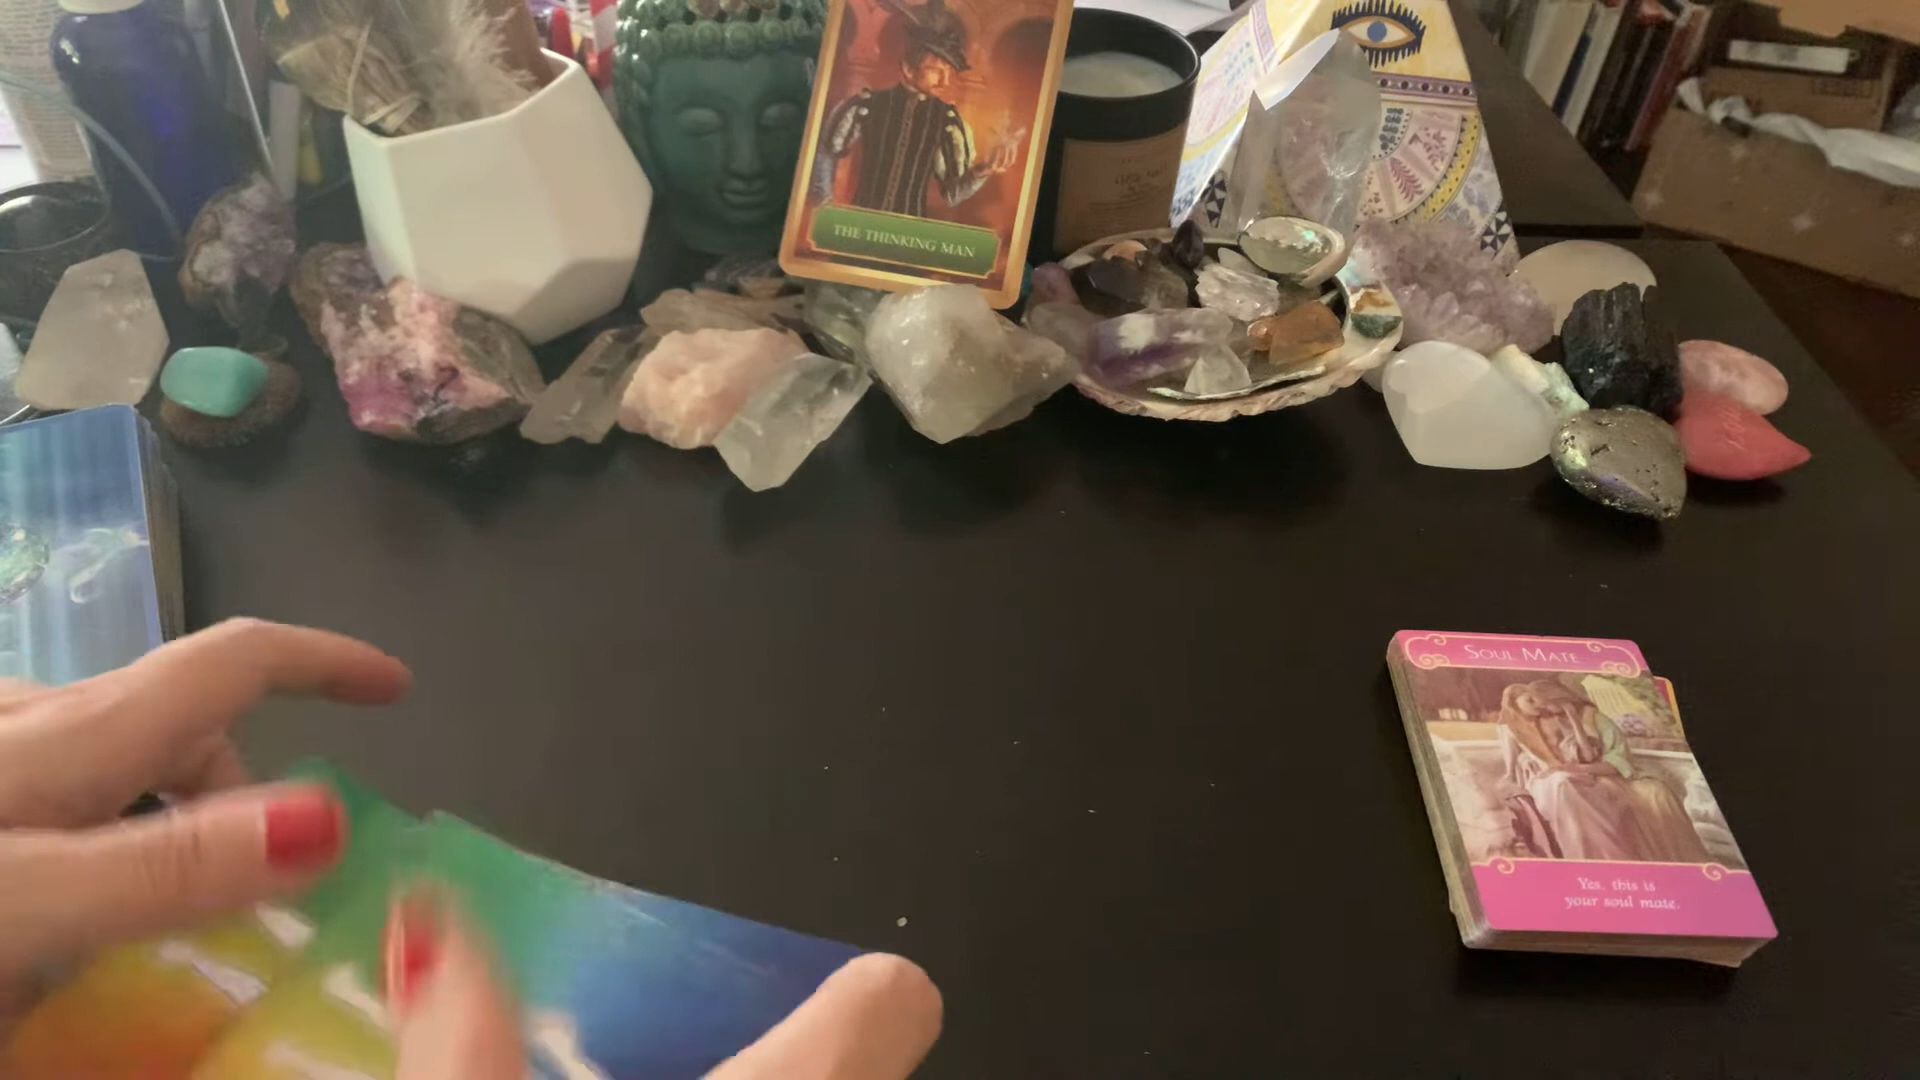 THE THINKING MAN
SOUL MATE
Yes, this is
your soul mate.